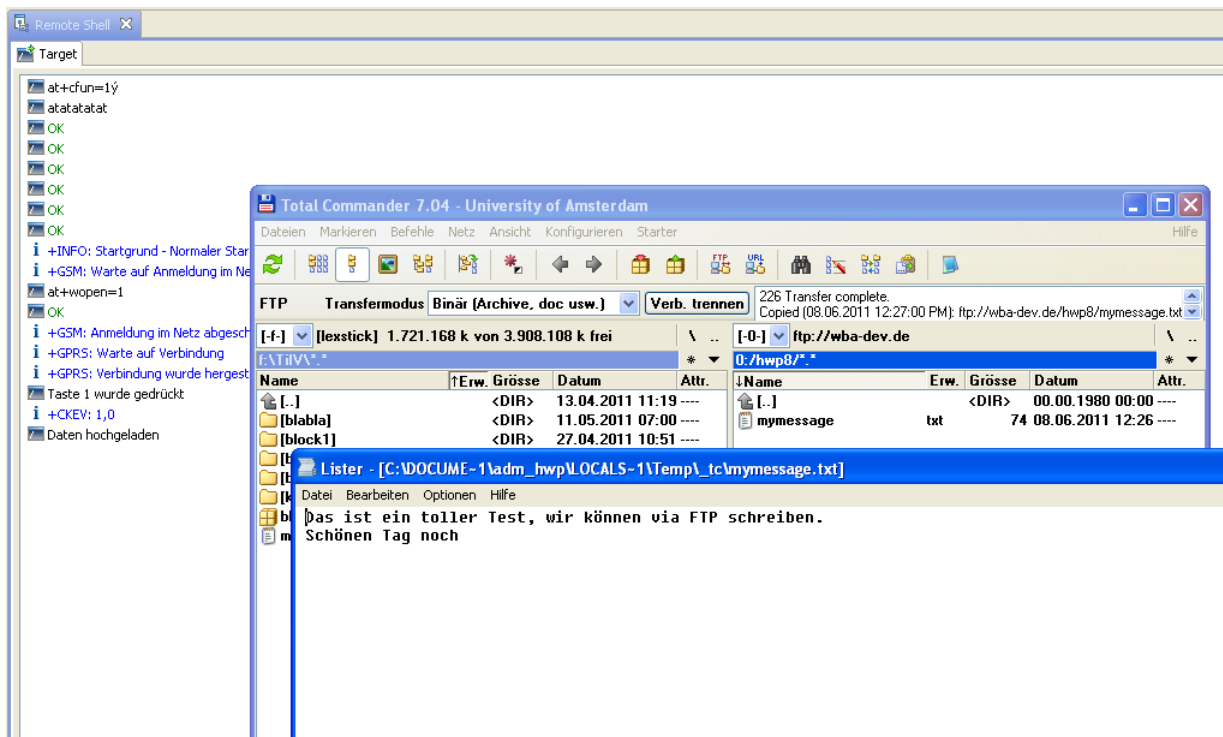 Remote Shell
Target
at+cfun=1ý
atatatatat
OK
OK
OK
OK
OK
OK
+INFO: Startgrund - Normaler Star
+GSM: Warte auf Anmeldung im Ne
at+wopen=1
OK
+GSM: Anmeldung im Netz abgesch
+GPRS: Warte auf Verbindung
+GPRS: Verbindung wurde hergest
Taste 1 wurde gedrückt
+CKEV: 1,0
Daten hochgeladen
Total Commander 7.04 - University of Amsterdam
Dateien Markieren Befehle Netz Ansicht Konfigurieren Starter Hilfe
FTP URL
FTP Transfermodus Binär (Archive, doc usw.) Verb. trennen
226 Transfer complete.
Copied (08.06.2011 12:27:00 PM): ftp://wba-dev.de/hwp8/mymessage.txt
[-f-] [lexstick] 1.721.168 k von 3.908.108 k frei \ ..
f:\TilV\*.* * ▼
Name ↑Erw. Grösse Datum Attr.
[..] <DIR> 13.04.2011 11:19 ----
[blabla] <DIR> 11.05.2011 07:00 ----
[block1] <DIR> 27.04.2011 10:51 ----
[b
[b
[k
bl
m
[-0-] ftp://wba-dev.de \ ..
0:/hwp8/*.* * ▼
↓Name Erw. Grösse Datum Attr.
[..] <DIR> 00.00.1980 00:00 ----
mymessage txt 74 08.06.2011 12:26 ----
Lister - [C:\DOCUME~1\adm_hwp\LOCALS~1\Temp\_tc\mymessage.txt]
Datei Bearbeiten Optionen Hilfe
Das ist ein toller Test, wir können via FTP schreiben.
Schönen Tag noch